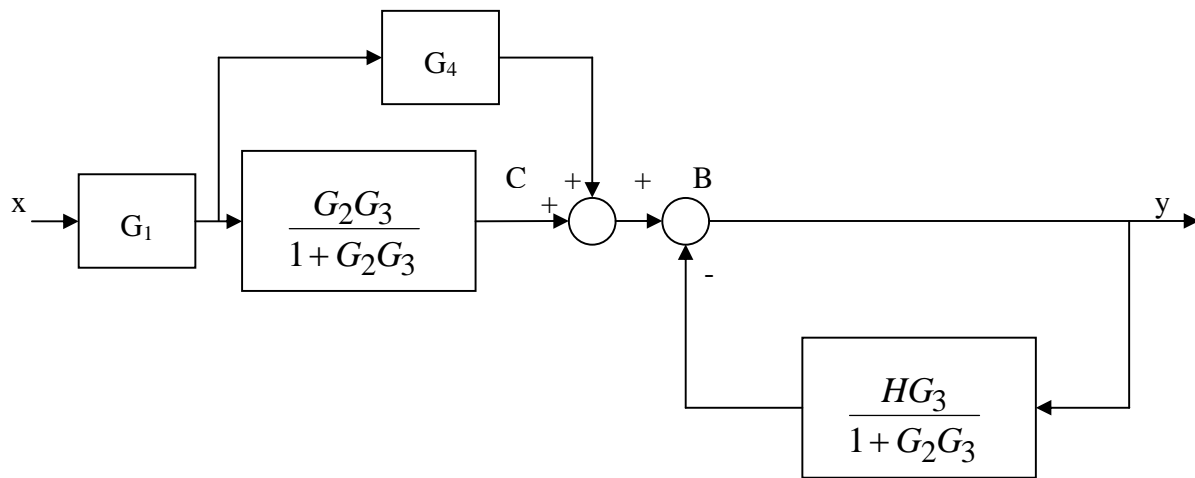 G₄
C
+
+
+
B
x
G₁
G₂G₃
1 + G₂G₃
y
-
HG₃
1 + G₂G₃